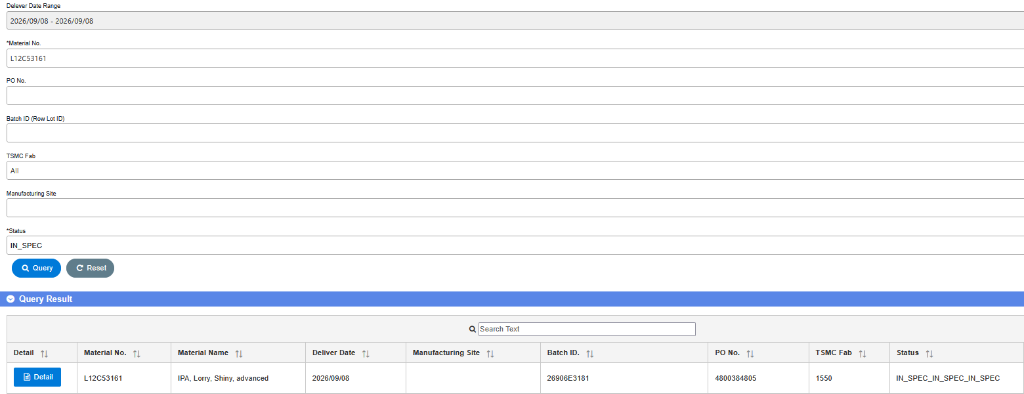 Delever Date Range
2026/09/08 - 2026/09/08
*Material No.
L12C53161
PO No.
Batch ID (Row Lot ID)
TSMC Fab
All
Manufacturing Site
*Status
IN_SPEC
Query Reset
Query Result
Search Text
Detail Material No. Material Name Deliver Date Manufacturing Site Batch ID. PO No. TSMC Fab Status
Detail L12C53161 IPA, Lorry, Shiny, advanced 2026/09/08 26906E3181 4800384805 1550 IN_SPEC_IN_SPEC_IN_SPEC